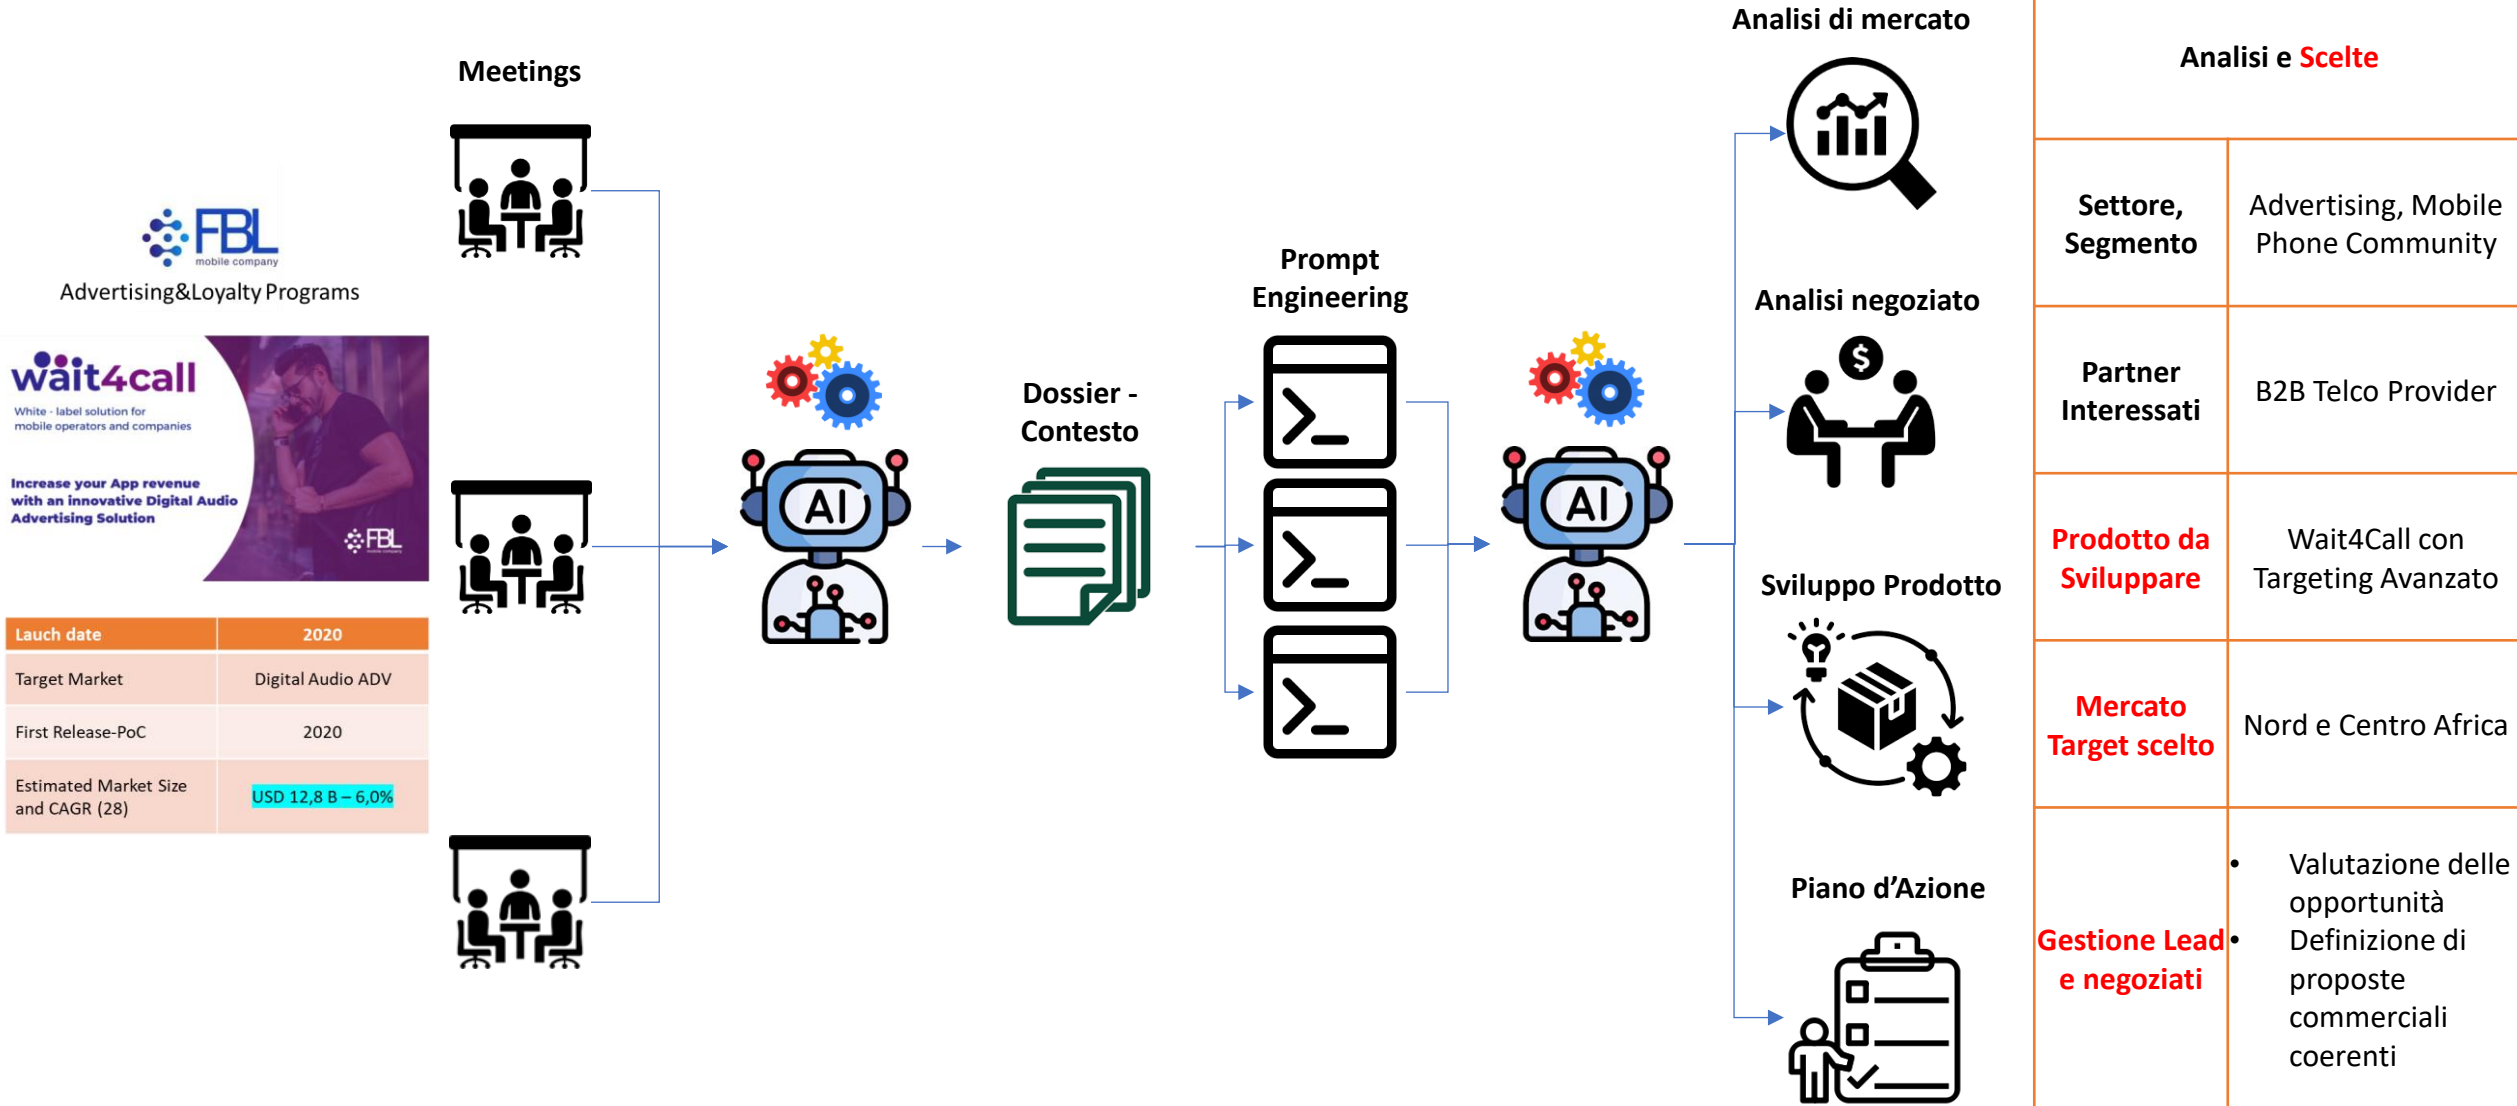 FBL
mobile company
Advertising&Loyalty Programs
wait4call
White - label solution for
mobile operators and companies
Increase your App revenue
with an innovative Digital Audio
Advertising Solution
FBL
mobile company
Lauch date 2020
Target Market Digital Audio ADV
First Release-PoC 2020
Estimated Market Size
and CAGR (28)
USD 12,8 B – 6,0%
Meetings
AI
Dossier -
Contesto
Prompt
Engineering
>_
>_
>_
AI
Analisi di mercato
Analisi negoziato
$
Sviluppo Prodotto
Piano d’Azione
Analisi e Scelte
Settore,
Segmento
Advertising, Mobile
Phone Community
Partner
Interessati
B2B Telco Provider
Prodotto da
Sviluppare
Wait4Call con
Targeting Avanzato
Mercato
Target scelto
Nord e Centro Africa
Gestione Lead
e negoziati
• Valutazione delle
opportunità
• Definizione di
proposte
commerciali
coerenti